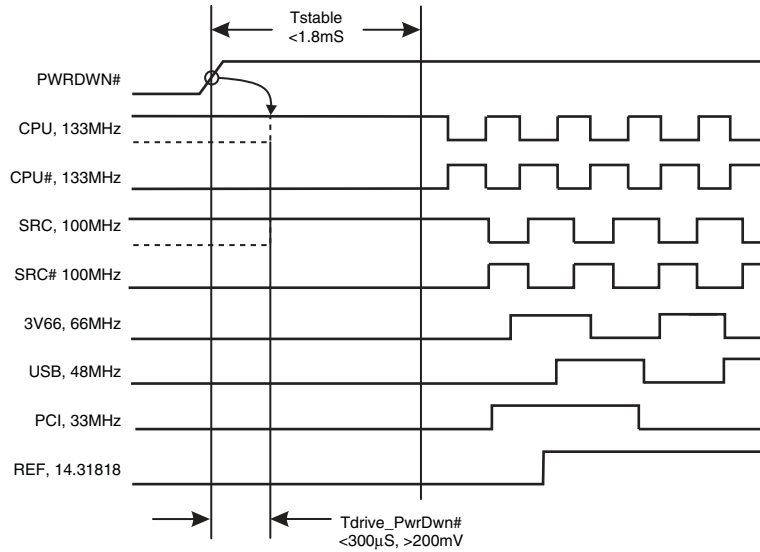 Tstable
<1.8mS
PWRDWN#
CPU, 133MHz
CPU#, 133MHz
SRC, 100MHz
SRC# 100MHz
3V66, 66MHz
USB, 48MHz
PCI, 33MHz
REF, 14.31818
Tdrive_PwrDwn#
<300µS, >200mV